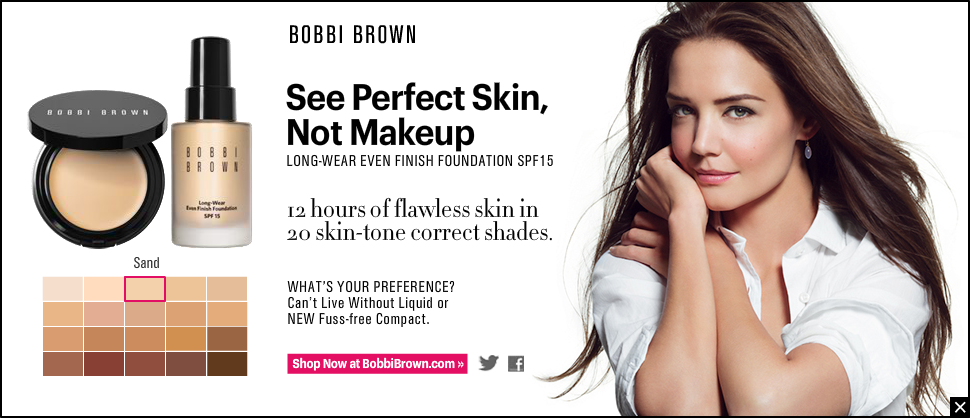 BOBBI BROWN
See Perfect Skin,
Not Makeup
LONG-WEAR EVEN FINISH FOUNDATION SPF15
12 hours of flawless skin in
20 skin-tone correct shades.
WHAT'S YOUR PREFERENCE?
Can't Live Without Liquid or
NEW Fuss-free Compact.
Shop Now at BobbiBrown.com »
BOBBI BROWN
BOBBI
BROWN
Long-Wear
Even Finish Foundation
SPF 15
Sand